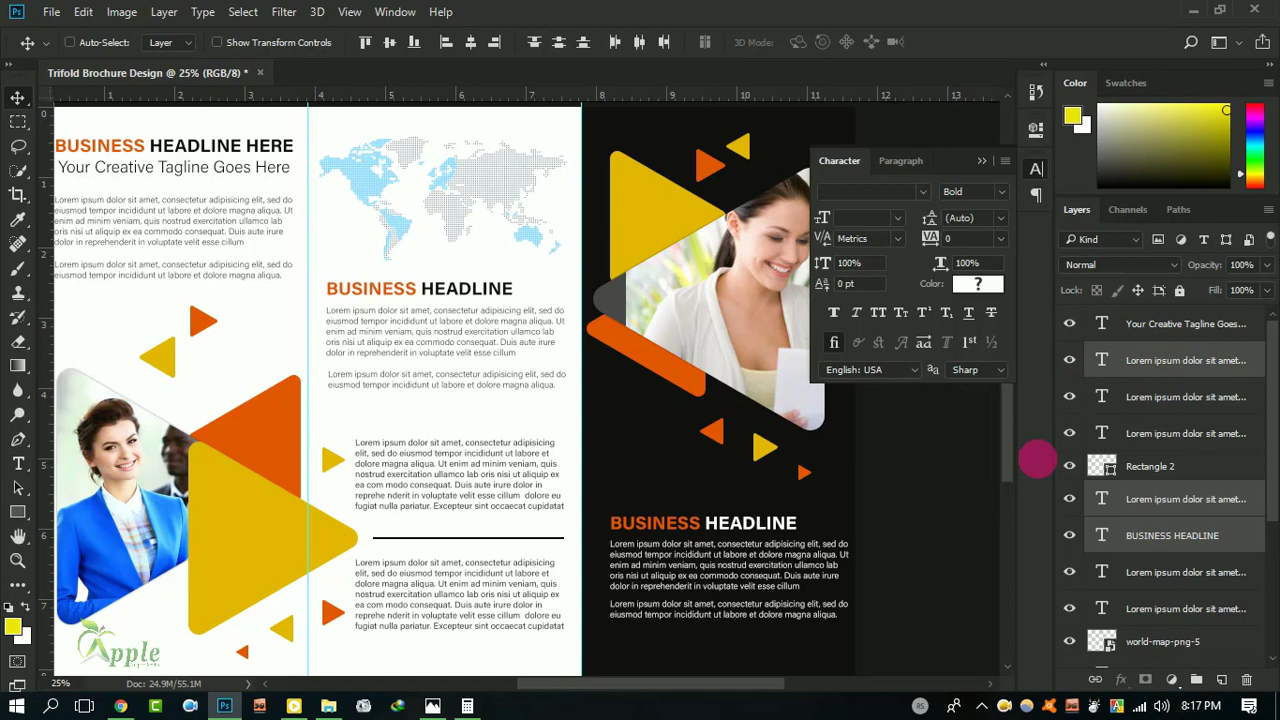 Ps File Edit Image Layer Type Select Filter 3D View Window Help
Auto-Select: Layer Show Transform Controls 3D Mode:
Trifold Brochure Design @ 25% (RGB/8) *
1 2 3 4 5 6 7 8 9 10 11 12 13
BUSINESS HEADLINE HERE
Your Creative Tagline Goes Here
Lorem ipsum dolor sit amet, consectetur adipisicing elit, sed do
eiusmod tempor incididunt ut labore et dolore magna aliqua. Ut
enim ad minim veniam, quis nostrud exercitation ullamco lab
oris nisi ut aliquip ex ea commodo consequat. Duis aute irure
dolor in reprehenderit in voluptate velit esse cillum
Lorem ipsum dolor sit amet, consectetur adipisicing elit, sed do
eiusmod tempor incididunt ut labore et dolore magna aliqua.
Apple
BUSINESS HEADLINE
Lorem ipsum dolor sit amet, consectetur adipisicing elit, sed do
eiusmod tempor incididunt ut labore et dolore magna aliqua. Ut
enim ad minim veniam, quis nostrud exercitation ullamco lab
oris nisi ut aliquip ex ea commodo consequat. Duis aute irure
dolor in reprehenderit in voluptate velit esse cillum
Lorem ipsum dolor sit amet, consectetur adipisicing elit, sed do
eiusmod tempor incididunt ut labore et dolore magna aliqua.
Lorem ipsum dolor sit amet, consectetur adipisicing
elit, sed do eiusmod tempor incididunt ut labore et
dolore magna aliqua. Ut enim ad minim veniam, quis
nostrud exercitation ullamco lab oris nisi ut aliquip ex
ea commodo consequat. Duis aute irure dolor in
reprehe nderit in voluptate velit esse cillum dolore eu
fugiat nulla pariatur. Excepteur sint occaecat cupidatat
Lorem ipsum dolor sit amet, consectetur adipisicing
elit, sed do eiusmod tempor incididunt ut labore et
dolore magna aliqua. Ut enim ad minim veniam, quis
nostrud exercitation ullamco lab oris nisi ut aliquip ex
ea commodo consequat. Duis aute irure dolor in
reprehe nderit in voluptate velit esse cillum dolore eu
fugiat nulla pariatur. Excepteur sint occaecat cupidatat
BUSINESS HEADLINE
Lorem ipsum dolor sit amet, consectetur adipisicing elit, sed do
eiusmod tempor incididunt ut labore et dolore magna aliqua. Ut
enim ad minim veniam, quis nostrud exercitation ullamco lab
oris nisi ut aliquip ex ea commodo consequat. Duis aute irure
dolor in reprehenderit in voluptate velit esse cillum
Lorem ipsum dolor sit amet, consectetur adipisicing elit, sed do
eiusmod tempor incididunt ut labore et dolore magna aliqua.
Character Paragraph
Bold
(Auto)
Metrics 0
100% 100%
0 pt Color: ?
English: USA Sharp
Color Swatches
Layers Channels Paths
Kind
Normal Opacity: 100%
Lock: Fill: 100%
Your Creative Tagline Goes...
Lorem ipsum dolor sit amet...
Lorem ipsum dolor sit amet,...
Lorem ipsum dolor sit amet,...
Shape 8
Lorem ipsum dolor sit amet...
BUSINESS HEADLINE
Lorem ipsum dolor sit amet,...
Lorem ipsum dolor sit amet,...
world-map-png-5
25% Doc: 24.9M/55.1M
8:17 PM